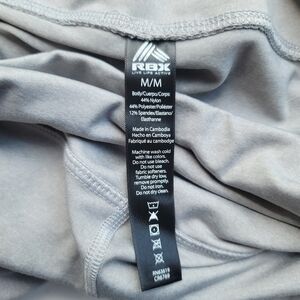 RBX
LIVE LIFE ACTIVE
M/M
Body/Cuerpo/Corps
44% Nylon
44% Polyester/Poliéster
12% Spandex/Elastano/
Elasthanne
Made in Cambodia
Hecho en Camboya
Fabriqué au cambodge
Machine wash cold
with like colors.
Do not use bleach.
Do not use
fabric softeners.
Tumble dry low,
remove promptly.
Do not iron.
Do not dry clean.